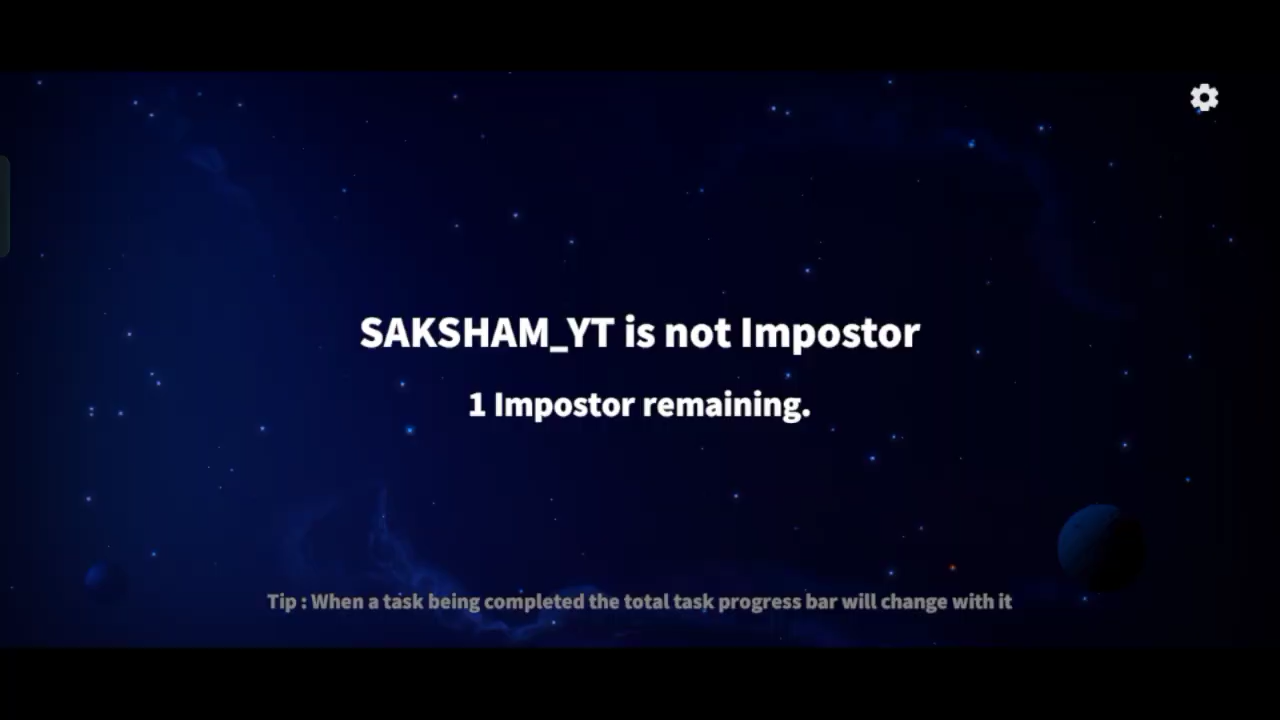 SAKSHAM_YT is not Impostor
1 Impostor remaining.
Tip : When a task being completed the total task progress bar will change with it